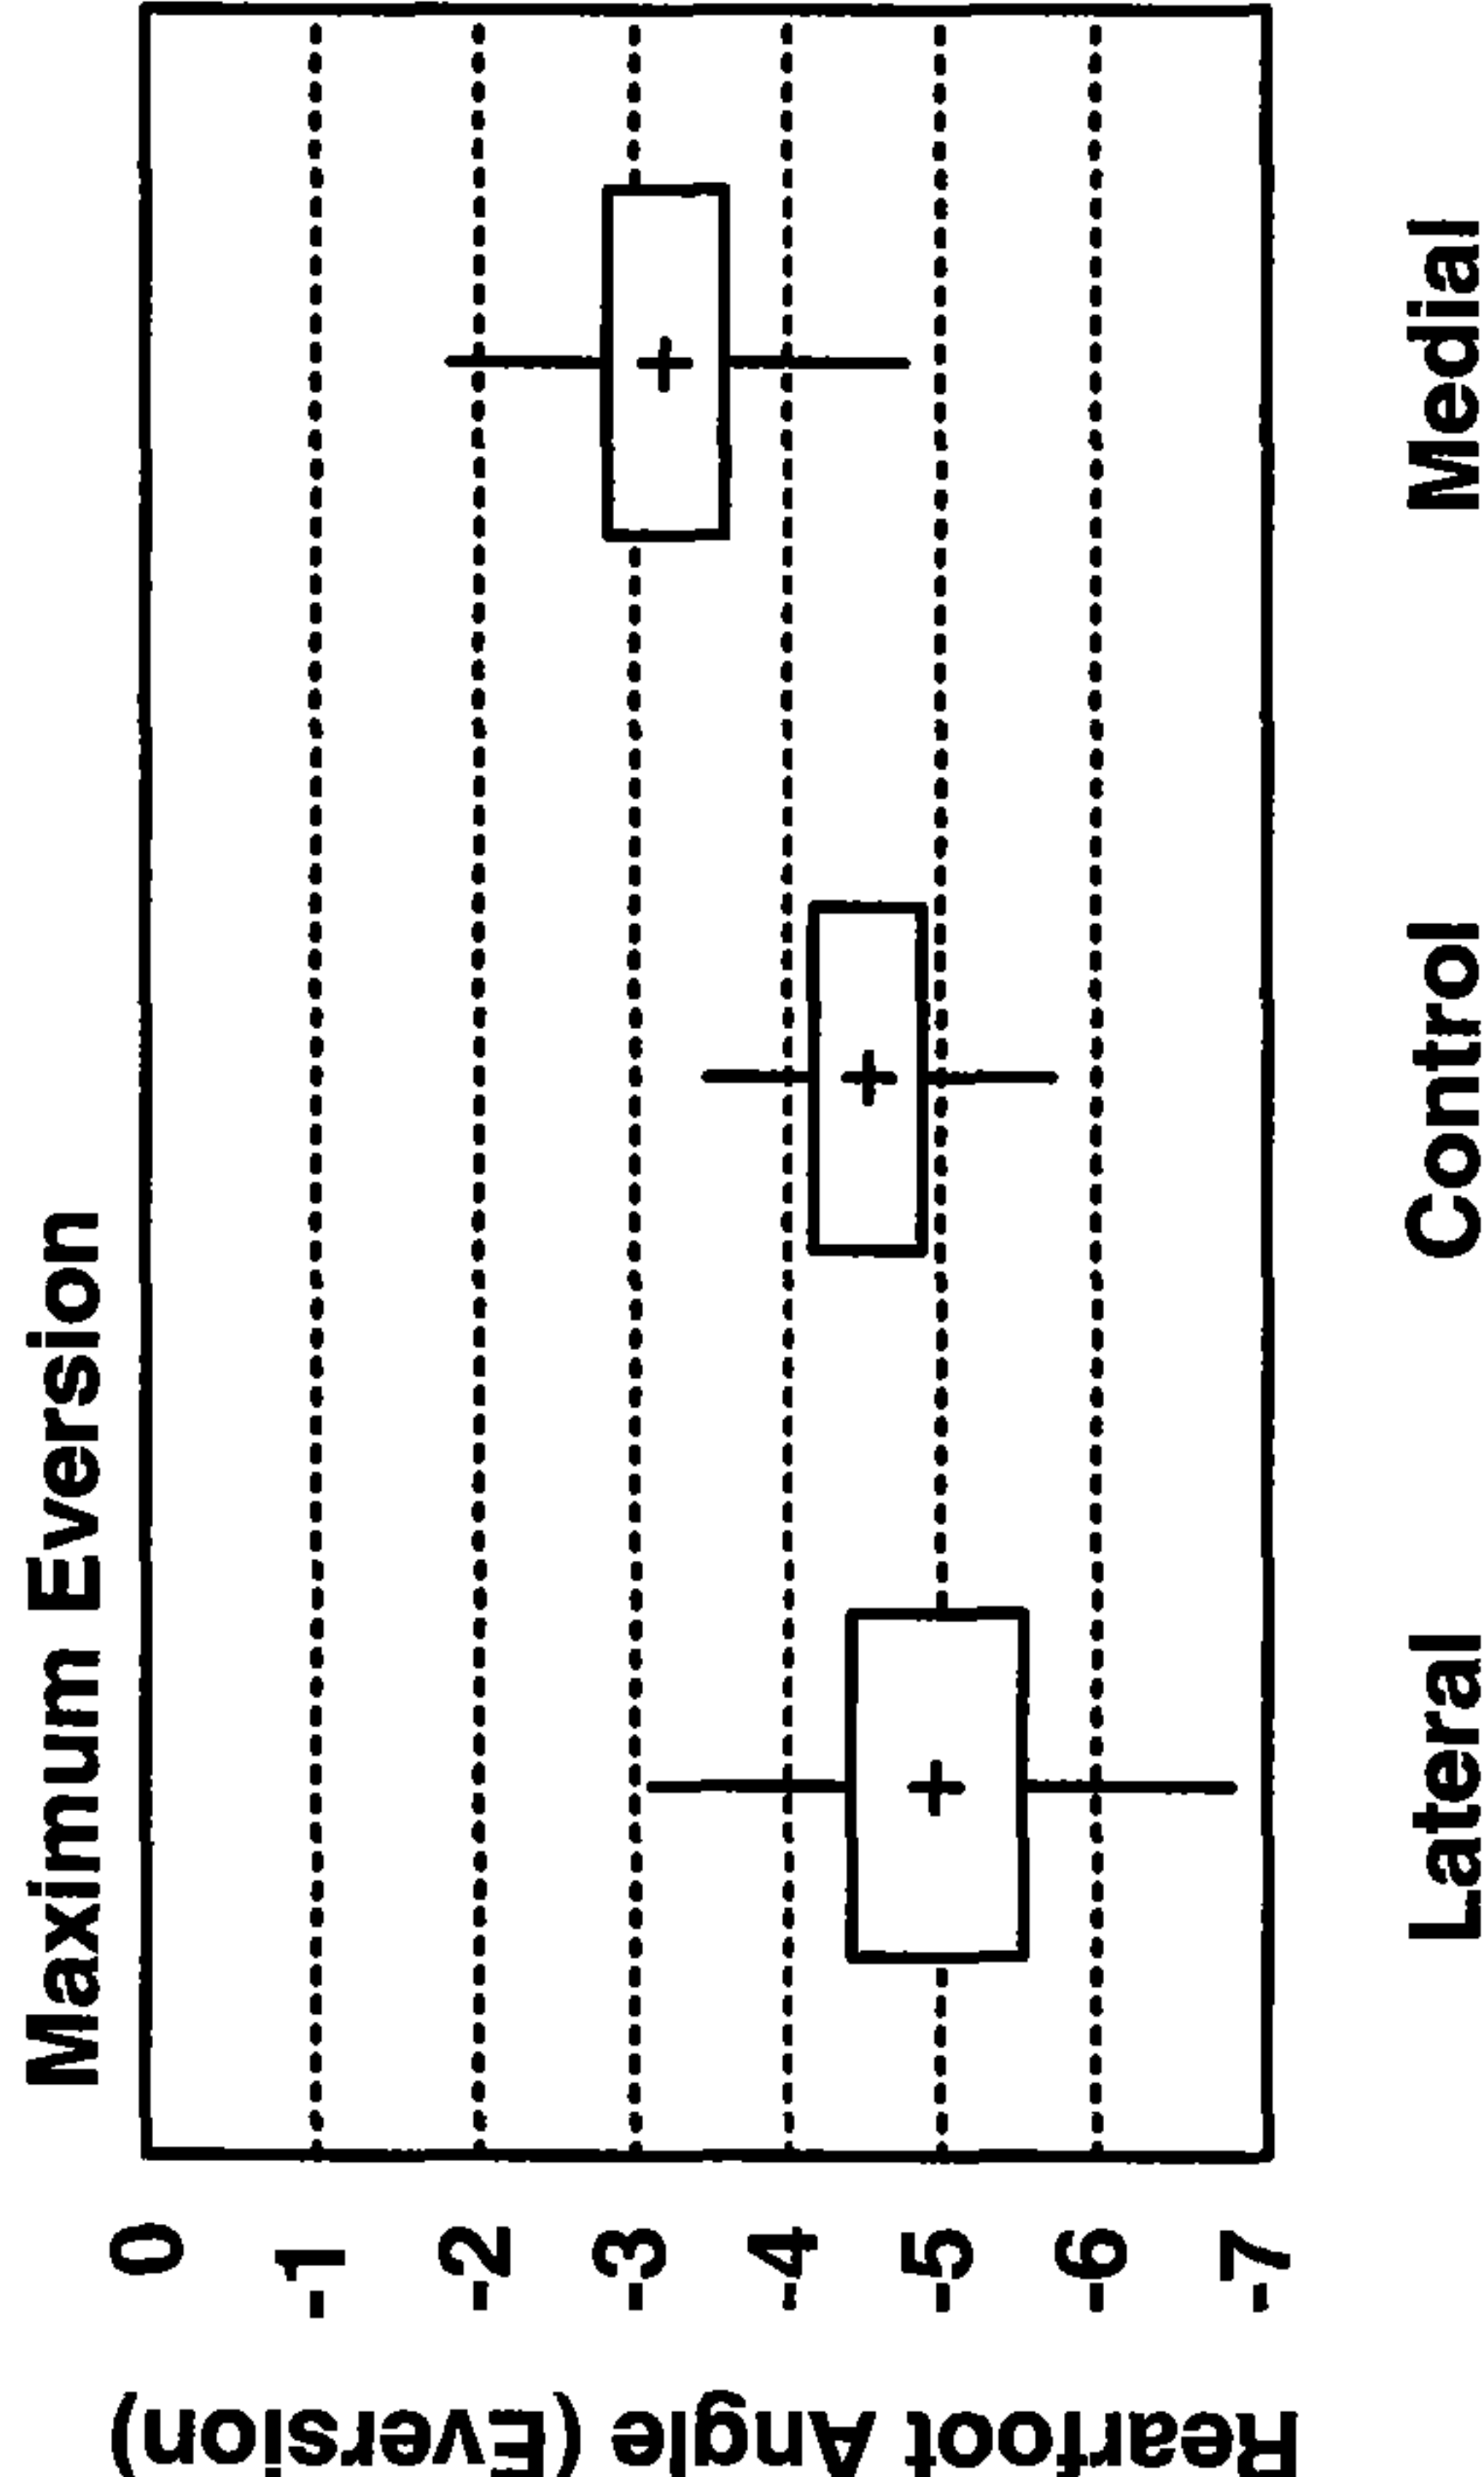 Maximum Eversion
Rearfoot Angle (Eversion)
0
-1
-2
-3
-4
-5
-6
-7
Lateral
Control
Medial